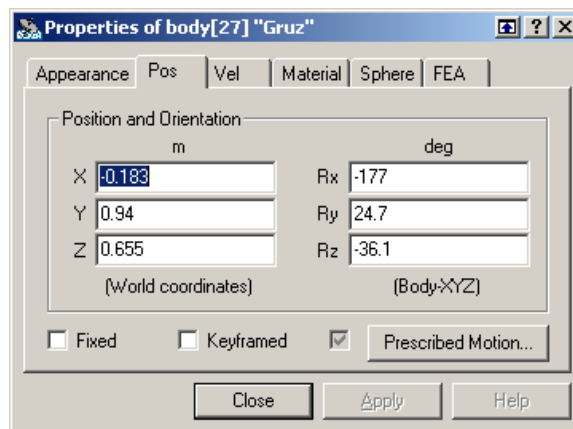 Properties of body[27] "Gruz"
Appearance Pos Vel Material Sphere FEA
Position and Orientation
m deg
X -0.183 Rx -177
Y 0.94 Ry 24.7
Z 0.655 Rz -36.1
(World coordinates) (Body-XYZ)
Fixed Keyframed Prescribed Motion...
Close Apply Help